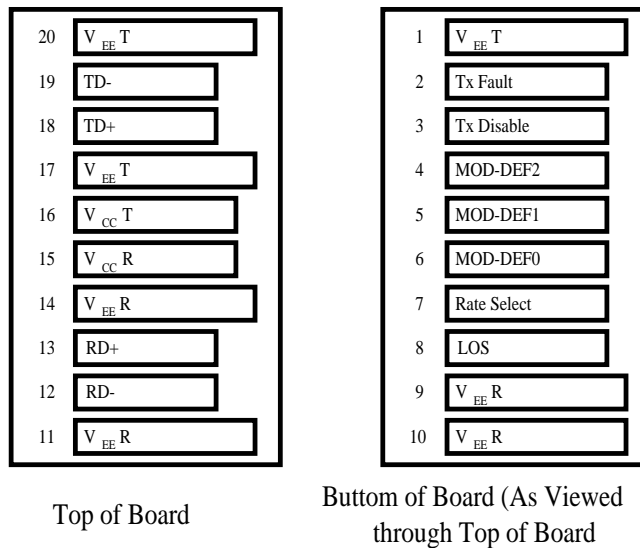 20 V EE T
19 TD-
18 TD+
17 V EE T
16 V CC T
15 V CC R
14 V EE R
13 RD+
12 RD-
11 V EE R
Top of Board
1 V EE T
2 Tx Fault
3 Tx Disable
4 MOD-DEF2
5 MOD-DEF1
6 MOD-DEF0
7 Rate Select
8 LOS
9 V EE R
10 V EE R
Buttom of Board (As Viewed
through Top of Board